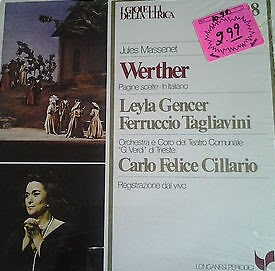 I GIOIELLI
DELLA LIRICA
8
9.99
Jules Massenet
Werther
Pagine scelte · In Italiano
Leyla Gencer
Ferruccio Tagliavini
Orchestra e Coro del Teatro Comunale
"G. Verdi" di Trieste
Carlo Felice Cillario
Registrazione dal vivo
LONGANESI PERIODICI